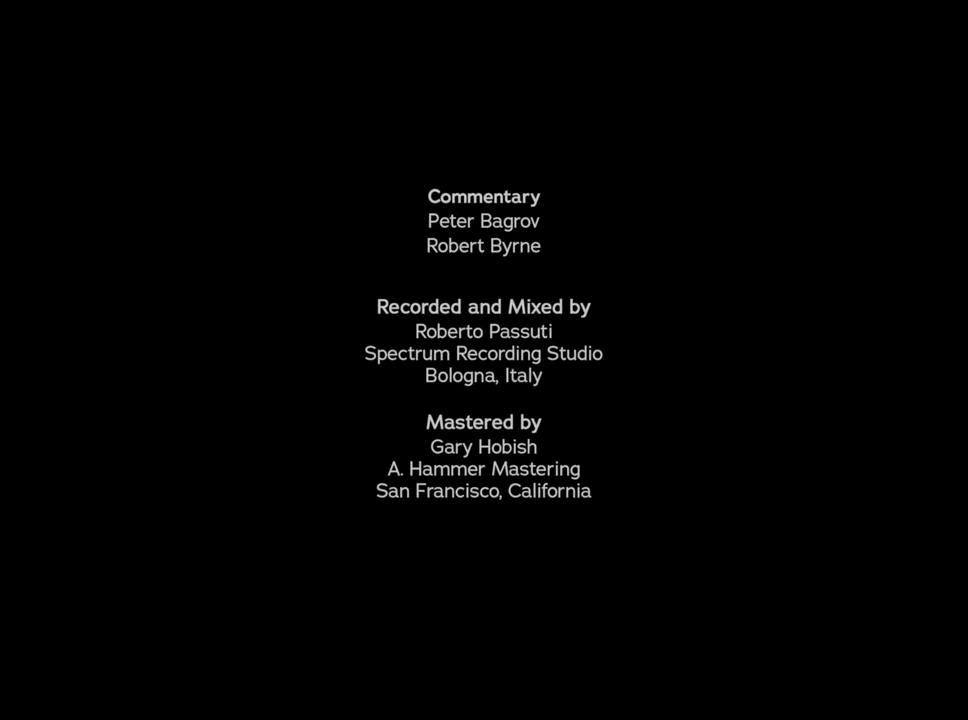 Commentary
Peter Bagrov
Robert Byrne
Recorded and Mixed by
Roberto Passuti
Spectrum Recording Studio
Bologna, Italy
Mastered by
Gary Hobish
A. Hammer Mastering
San Francisco, California